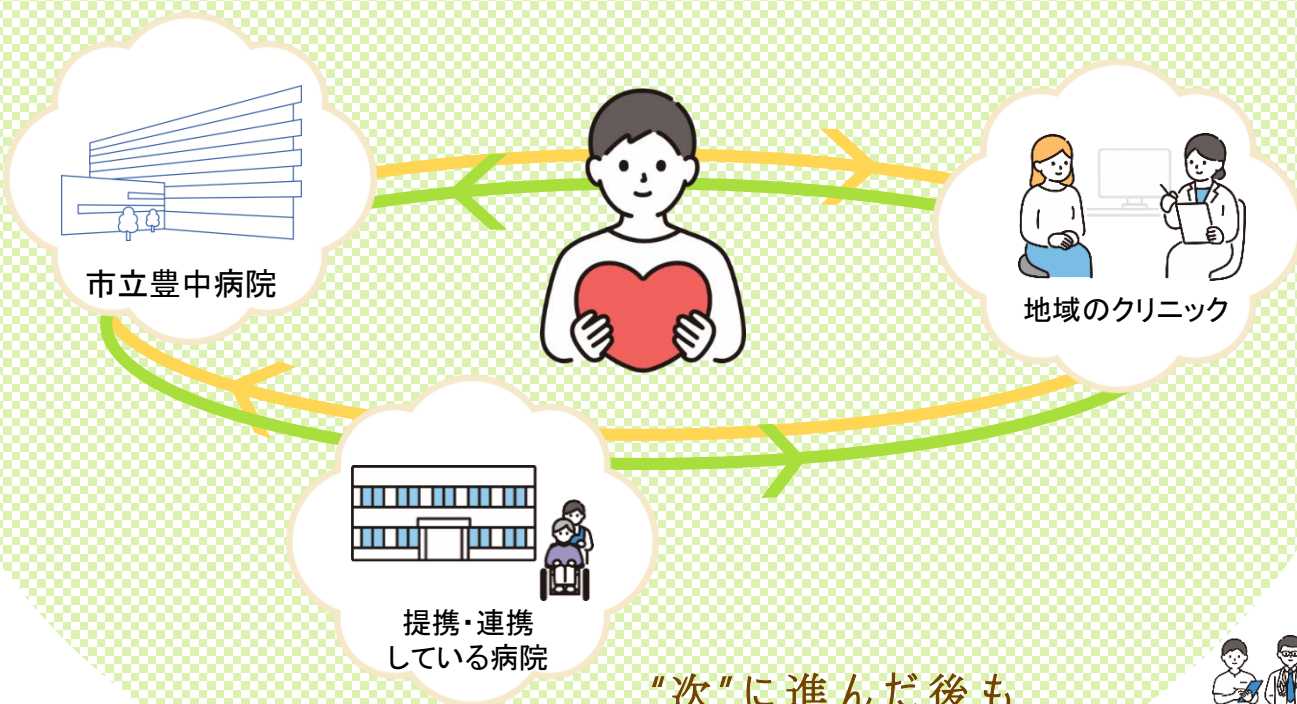 市立豊中病院
地域のクリニック
提携・連携
している病院
"次"に進んだ後も